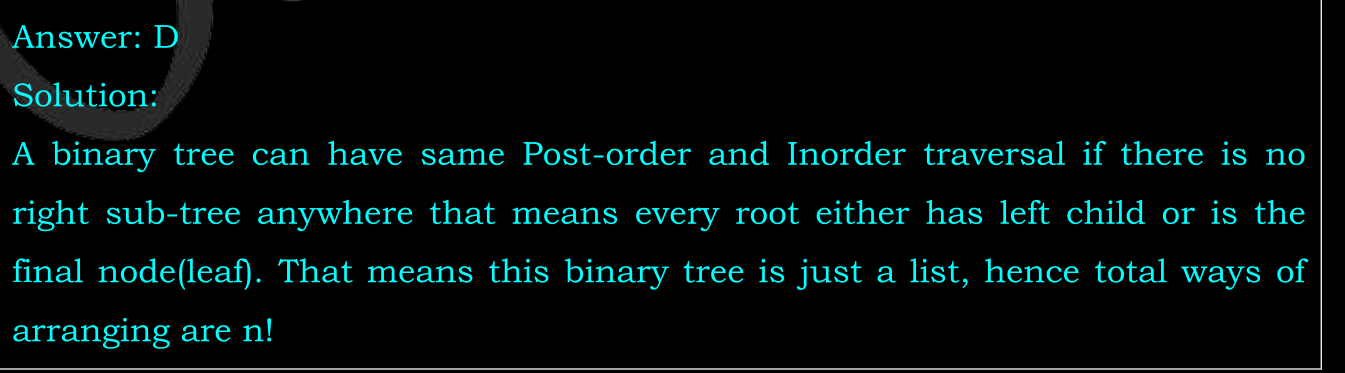 Answer: D
Solution:
A binary tree can have same Post-order and Inorder traversal if there is no
right sub-tree anywhere that means every root either has left child or is the
final node(leaf). That means this binary tree is just a list, hence total ways of
arranging are n!